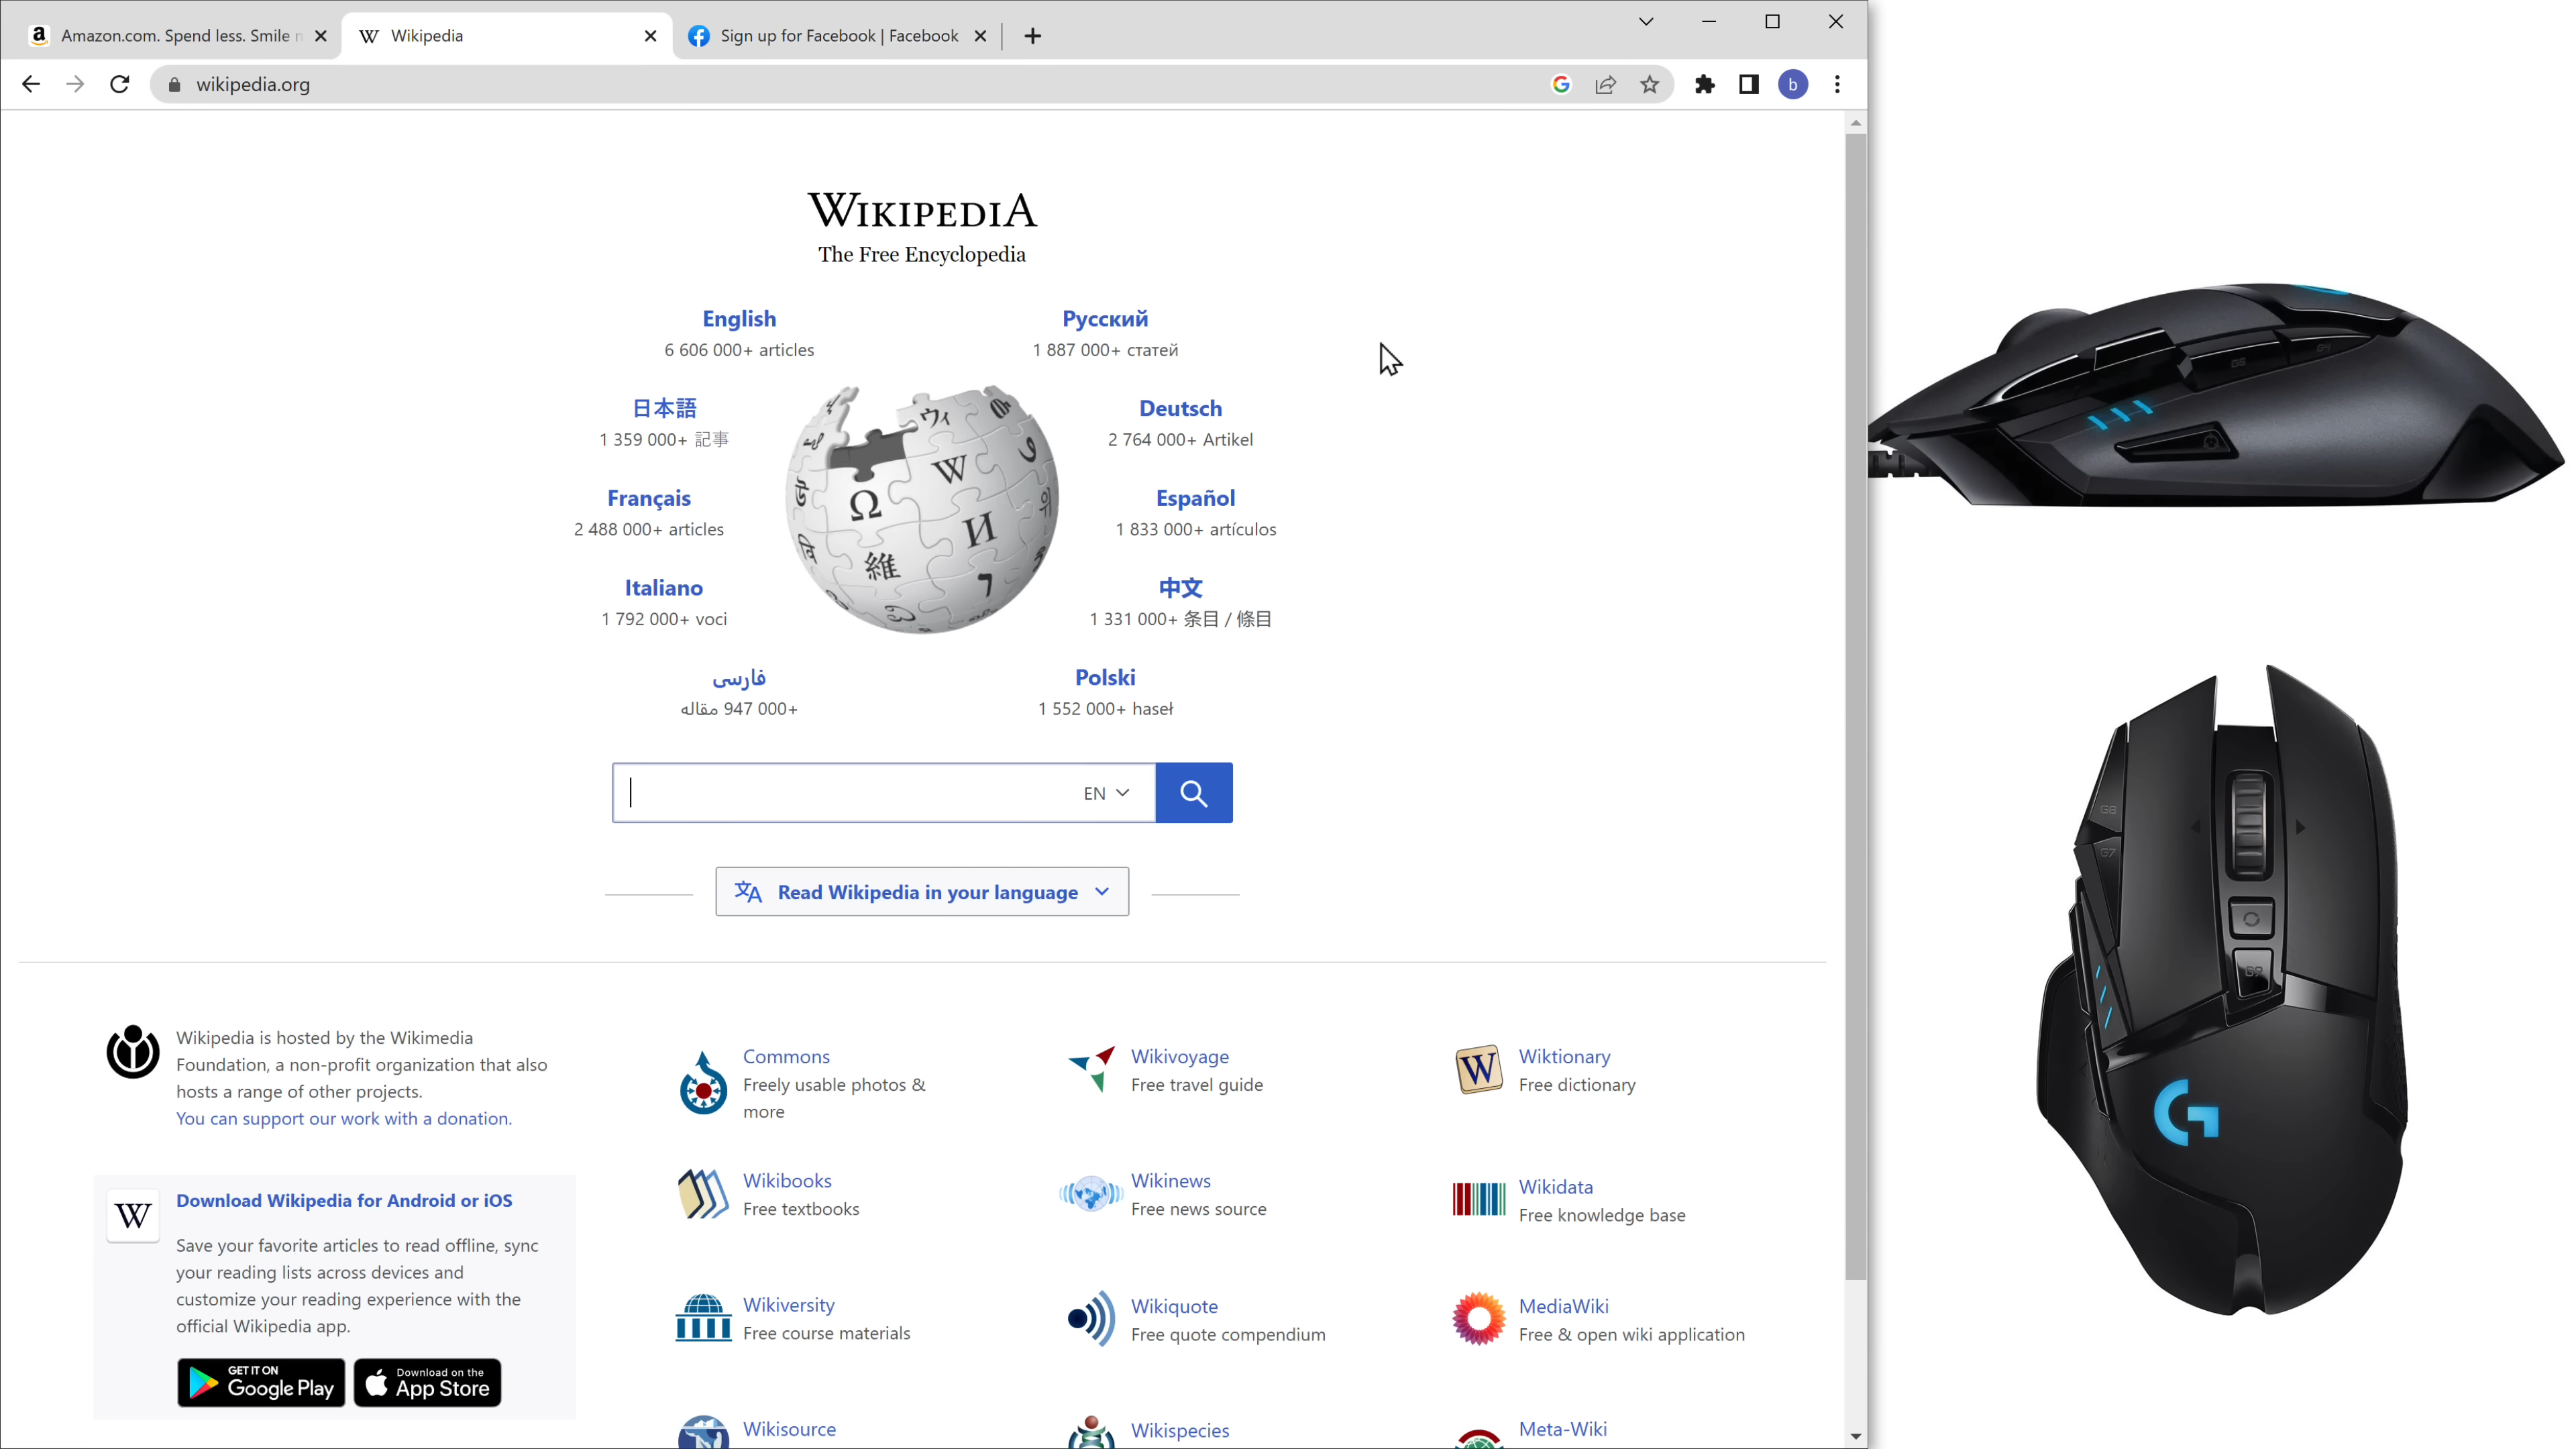 Amazon.com. Spend less. Smile m
Wikipedia
Sign up for Facebook | Facebook
wikipedia.org
b
WIKIPEDIA
The Free Encyclopedia
English
6 606 000+ articles
Русский
1 887 000+ статей
日本語
1 359 000+ 記事
Deutsch
2 764 000+ Artikel
Français
2 488 000+ articles
Español
1 833 000+ artículos
Italiano
1 792 000+ voci
中文
1 331 000+ 条目 / 條目
فارسی
۹۴۷ 000+ مقاله
Polski
1 552 000+ haseł
EN
Read Wikipedia in your language
Wikipedia is hosted by the Wikimedia
Foundation, a non-profit organization that also
hosts a range of other projects.
You can support our work with a donation.
Download Wikipedia for Android or iOS
Save your favorite articles to read offline, sync
your reading lists across devices and
customize your reading experience with the
official Wikipedia app.
GET IT ON
Google Play
Download on the
App Store
Commons
Freely usable photos &
more
Wikivoyage
Free travel guide
Wiktionary
Free dictionary
Wikibooks
Free textbooks
Wikinews
Free news source
Wikidata
Free knowledge base
Wikiversity
Free course materials
Wikiquote
Free quote compendium
MediaWiki
Free & open wiki application
Wikisource
Wikispecies
Meta-Wiki
G5
G4
G8
G7
G9
G